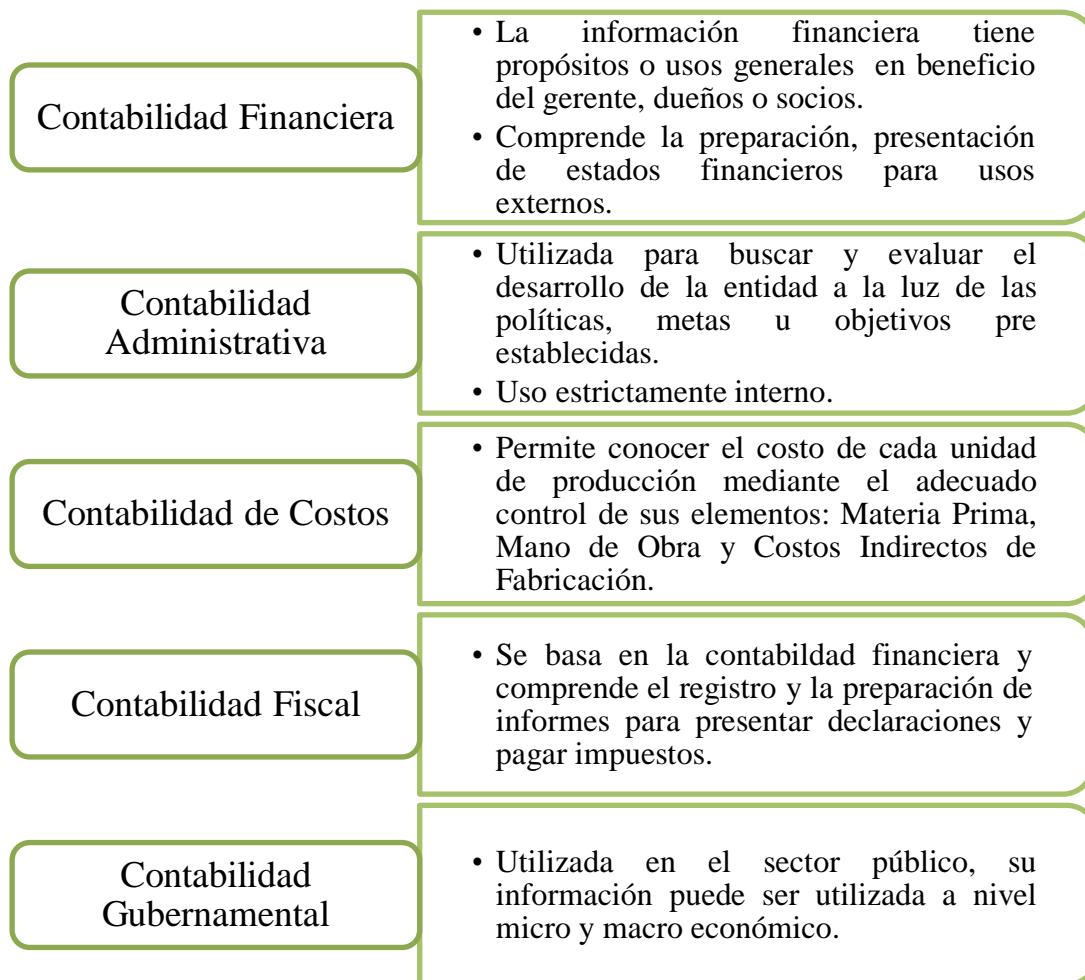 Contabilidad Financiera
• La información financiera tiene
propósitos o usos generales en beneficio
del gerente, dueños o socios.
• Comprende la preparación, presentación
de estados financieros para usos
externos.
Contabilidad
Administrativa
• Utilizada para buscar y evaluar el
desarrollo de la entidad a la luz de las
políticas, metas u objetivos pre
establecidas.
• Uso estrictamente interno.
Contabilidad de Costos
• Permite conocer el costo de cada unidad
de producción mediante el adecuado
control de sus elementos: Materia Prima,
Mano de Obra y Costos Indirectos de
Fabricación.
Contabilidad Fiscal
• Se basa en la contabildad financiera y
comprende el registro y la preparación de
informes para presentar declaraciones y
pagar impuestos.
Contabilidad
Gubernamental
• Utilizada en el sector público, su
información puede ser utilizada a nivel
micro y macro económico.